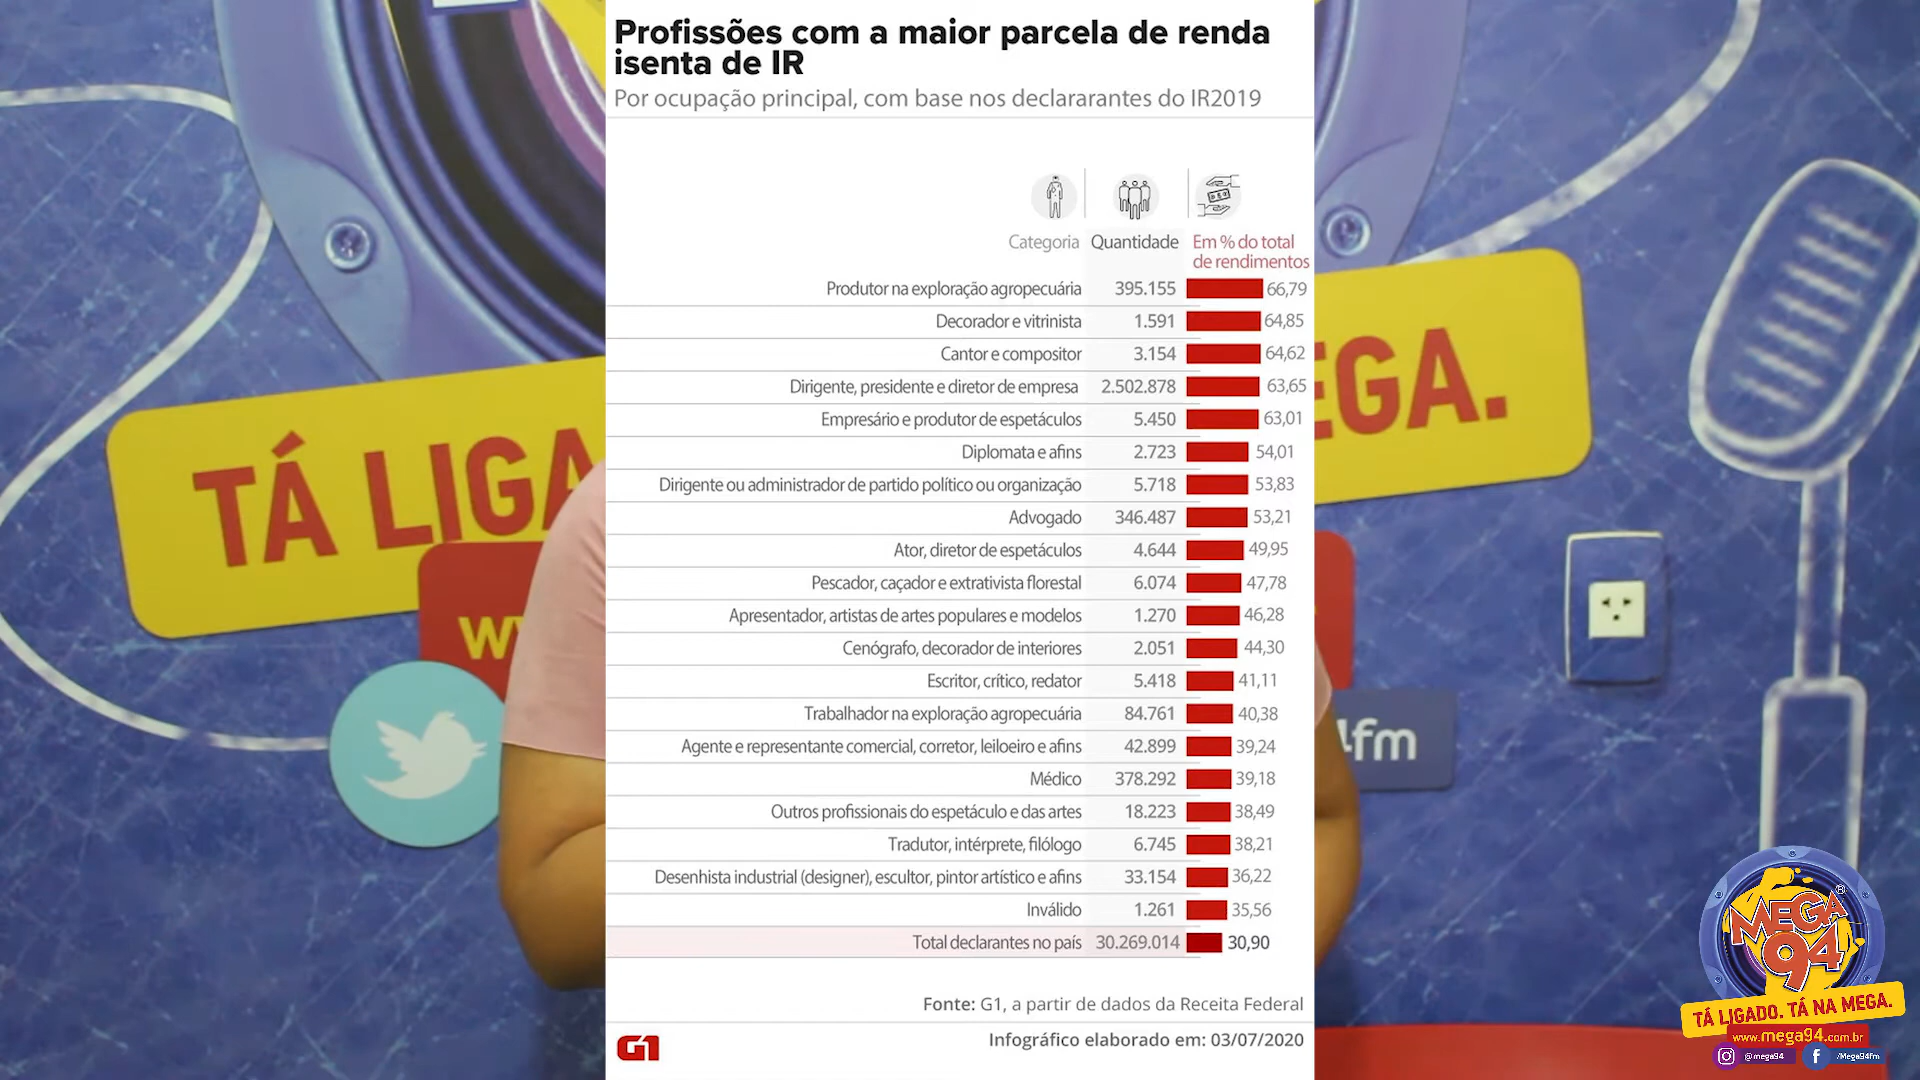 Profissões com a maior parcela de renda
isenta de IR
Por ocupação principal, com base nos declararantes do IR2019
Categoria Quantidade Em % do total
de rendimentos
Produtor na exploração agropecuária 395.155 66,79
Decorador e vitrinista 1.591 64,85
Cantor e compositor 3.154 64,62
Dirigente, presidente e diretor de empresa 2.502.878 63,65
Empresário e produtor de espetáculos 5.450 63,01
Diplomata e afins 2.723 54,01
Dirigente ou administrador de partido político ou organização 5.718 53,83
Advogado 346.487 53,21
Ator, diretor de espetáculos 4.644 49,95
Pescador, caçador e extrativista florestal 6.074 47,78
Apresentador, artistas de artes populares e modelos 1.270 46,28
Cenógrafo, decorador de interiores 2.051 44,30
Escritor, crítico, redator 5.418 41,11
Trabalhador na exploração agropecuária 84.761 40,38
Agente e representante comercial, corretor, leiloeiro e afins 42.899 39,24
Médico 378.292 39,18
Outros profissionais do espetáculo e das artes 18.223 38,49
Tradutor, intérprete, filólogo 6.745 38,21
Desenhista industrial (designer), escultor, pintor artístico e afins 33.154 36,22
Inválido 1.261 35,56
Total declarantes no país 30.269.014 30,90
Fonte: G1, a partir de dados da Receita Federal
G1
Infográfico elaborado em: 03/07/2020
TÁ LIGA
EGA.
4fm
MEGA ®
94
TÁ LIGADO. TÁ NA MEGA.
www.mega94.com.br
@mega94 /Mega94fm